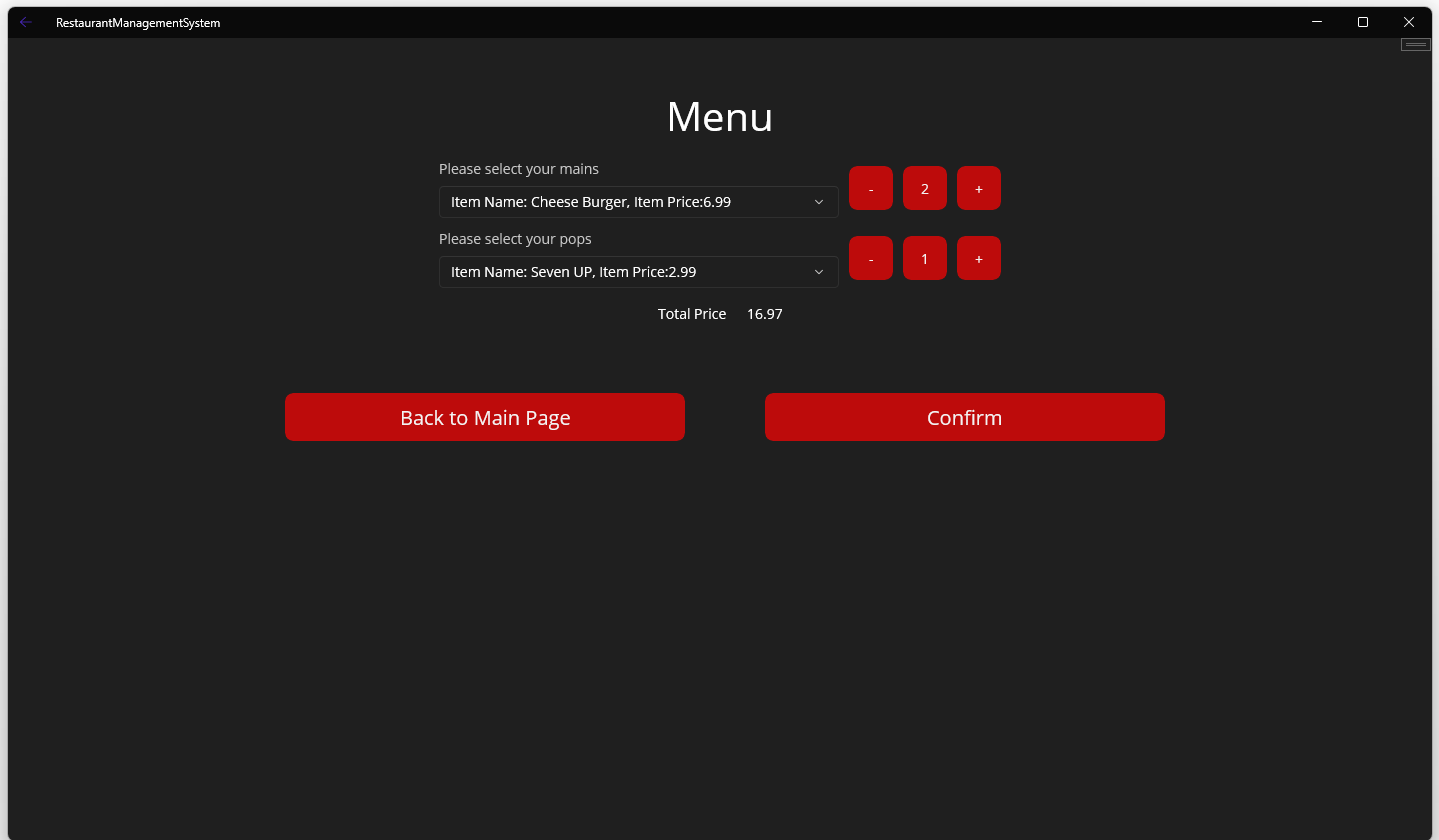 RestaurantManagementSystem
Menu
Please select your mains
Item Name: Cheese Burger, Item Price:6.99
- 2 +
Please select your pops
Item Name: Seven UP, Item Price:2.99
- 1 +
Total Price 16.97
Back to Main Page Confirm